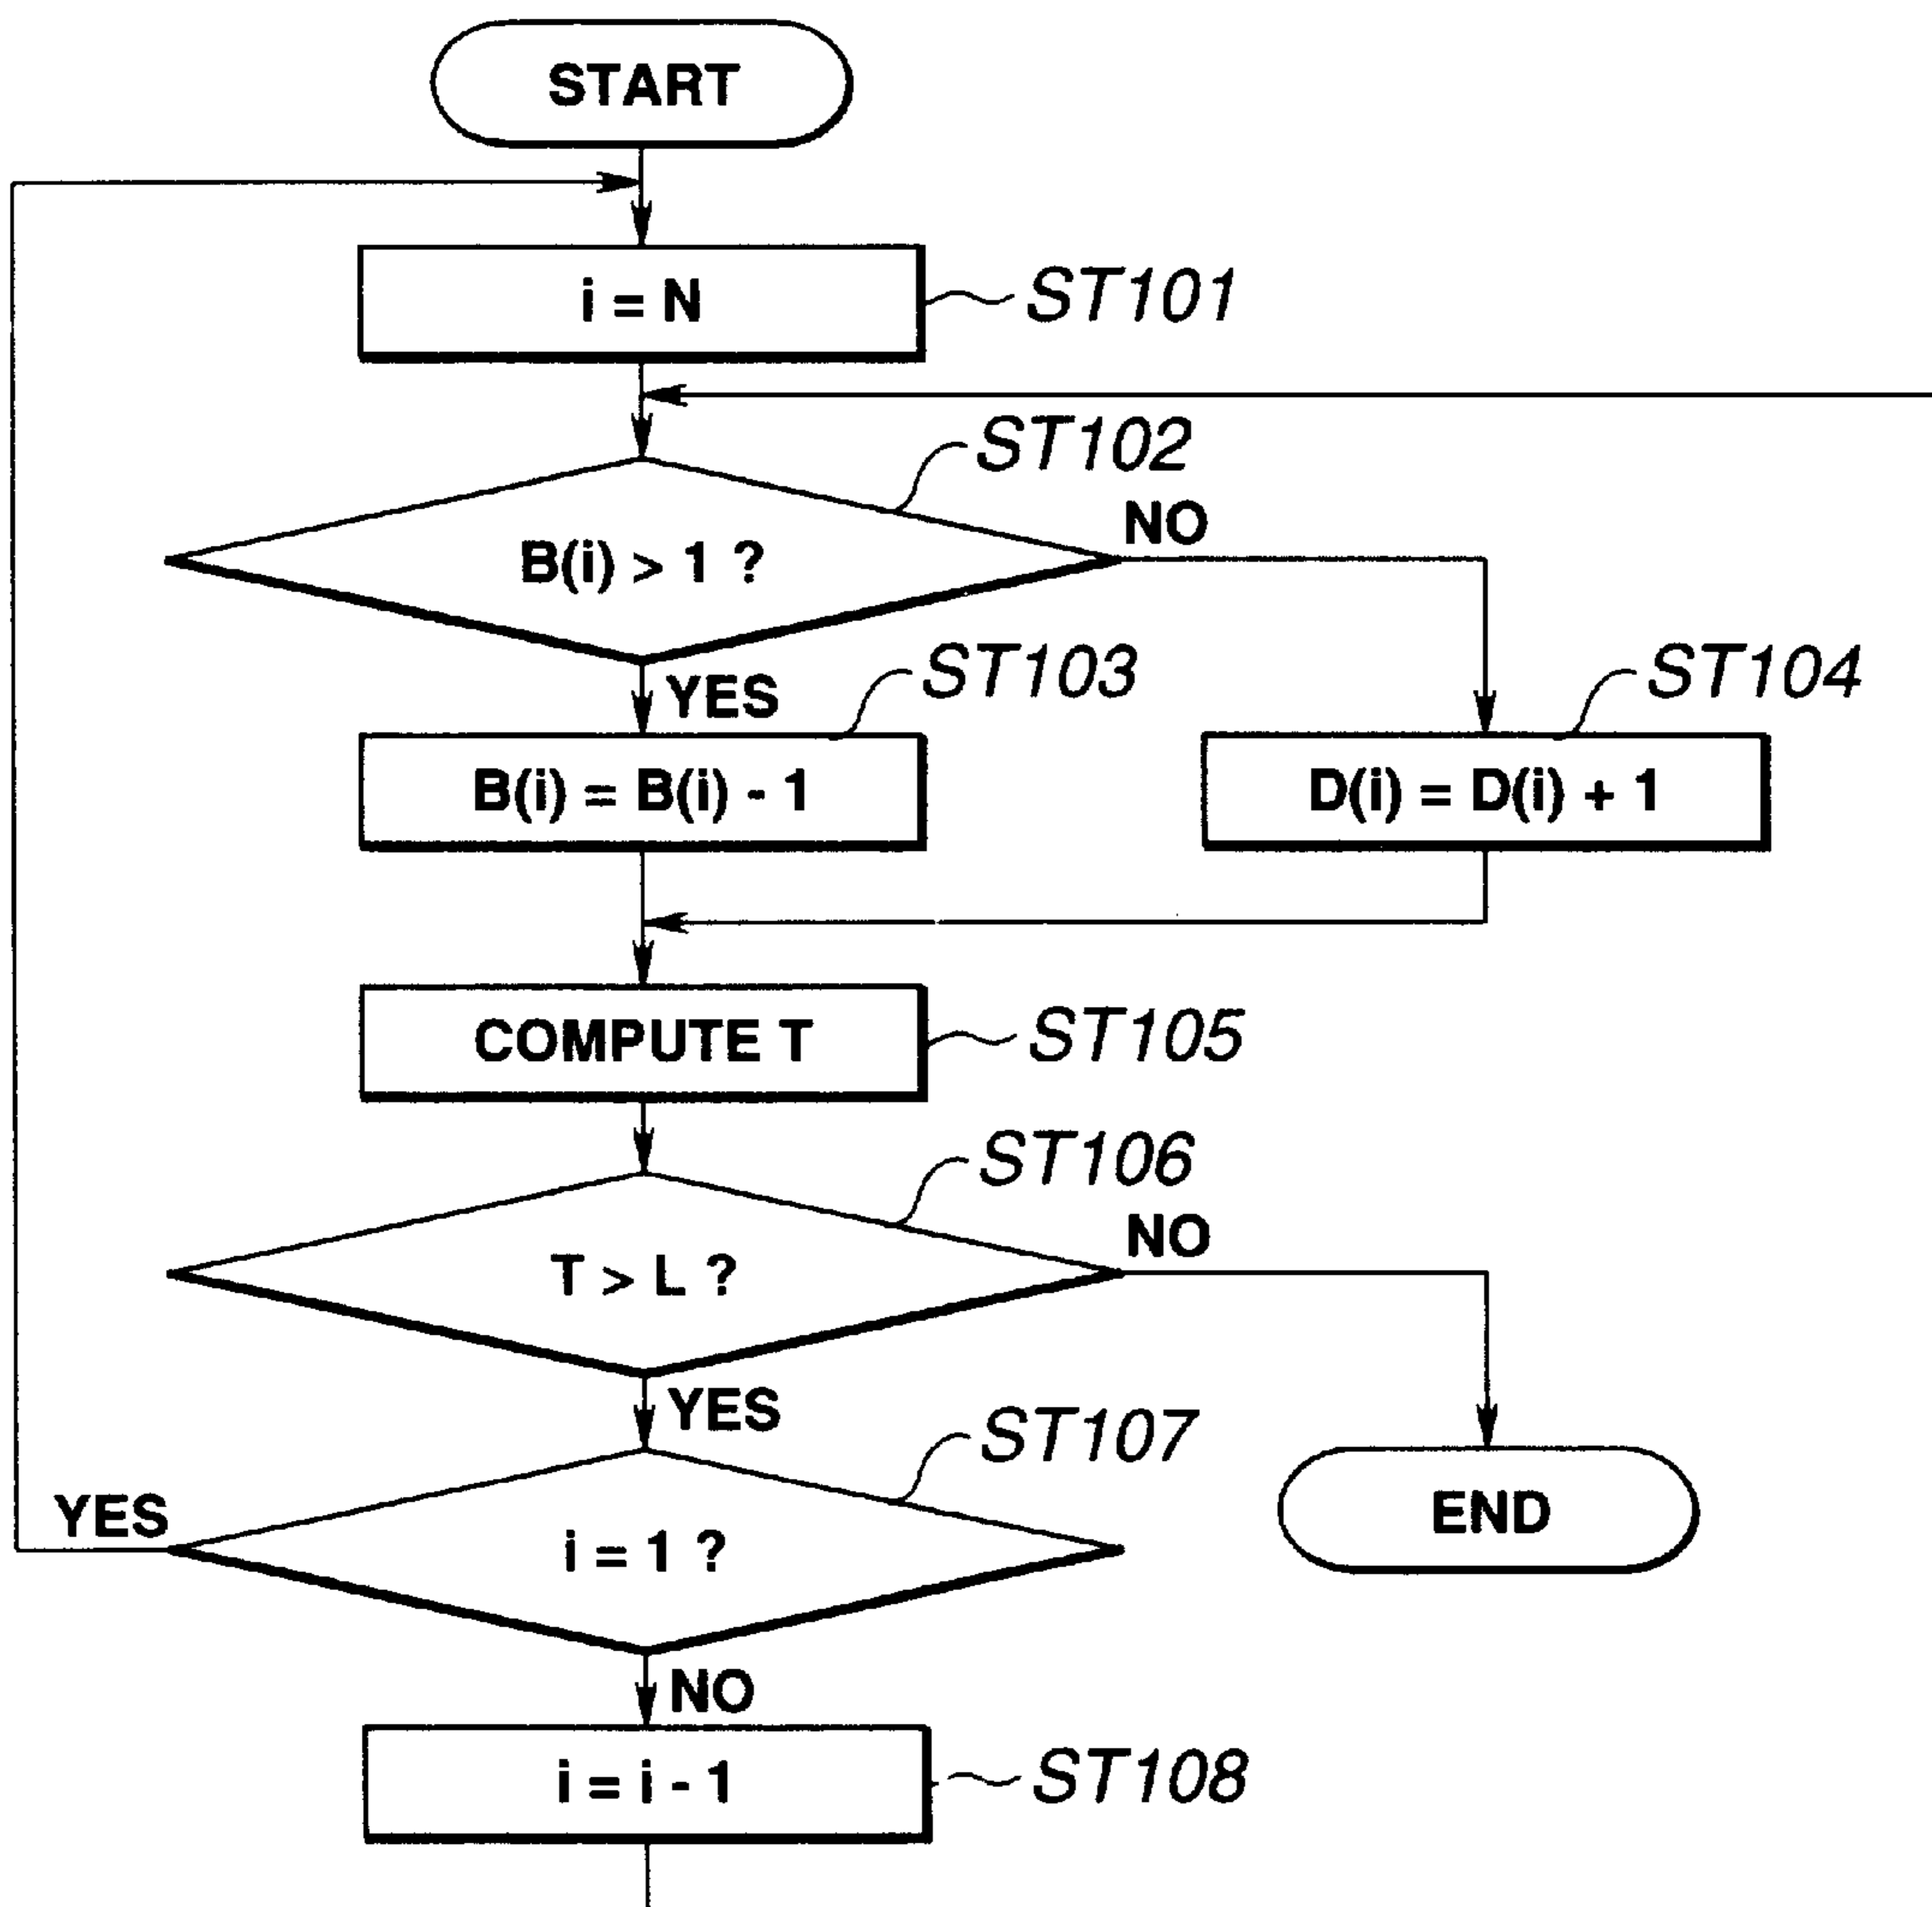 START
i = N
ST101
ST102
B(i) > 1 ?
NO
YES
ST103
ST104
B(i) = B(i) - 1
D(i) = D(i) + 1
COMPUTE T
ST105
ST106
T > L ?
NO
YES
ST107
YES
i = 1 ?
END
NO
i = i - 1
ST108